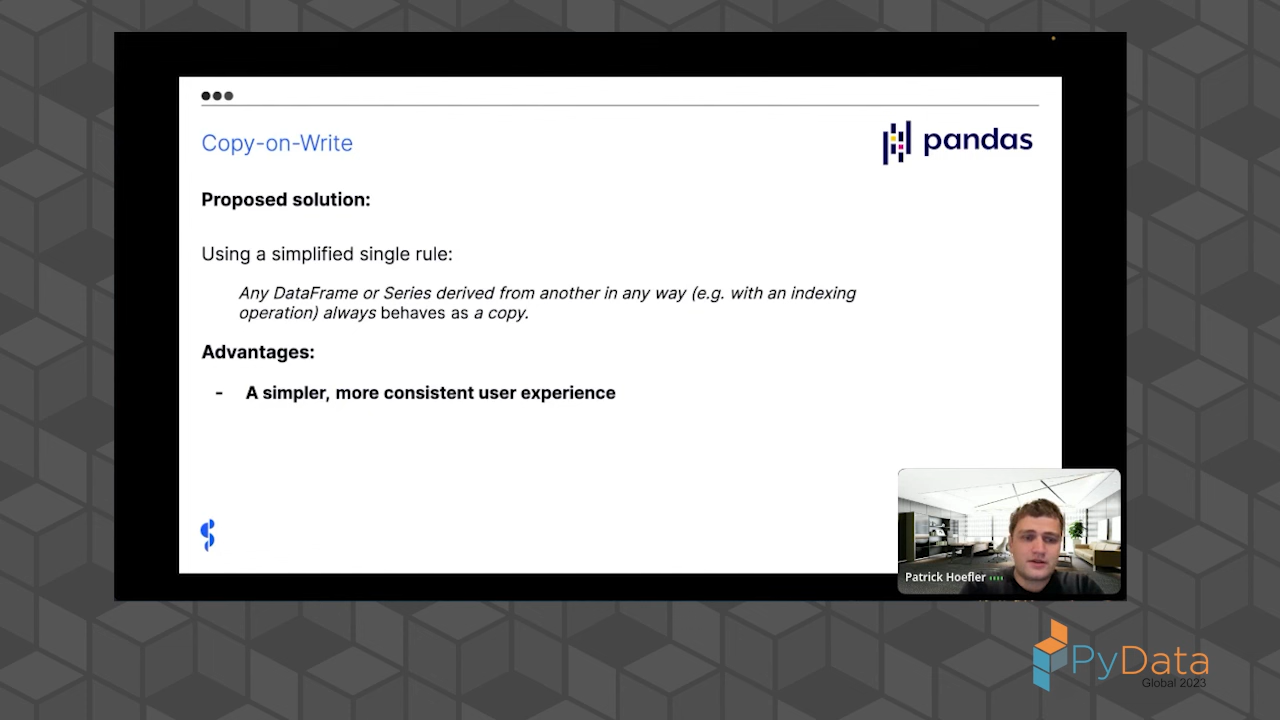 Copy-on-Write
pandas
Proposed solution:
Using a simplified single rule:
Any DataFrame or Series derived from another in any way (e.g. with an indexing
operation) always behaves as a copy.
Advantages:
- A simpler, more consistent user experience
Patrick Hoefler
PyData
Global 2023